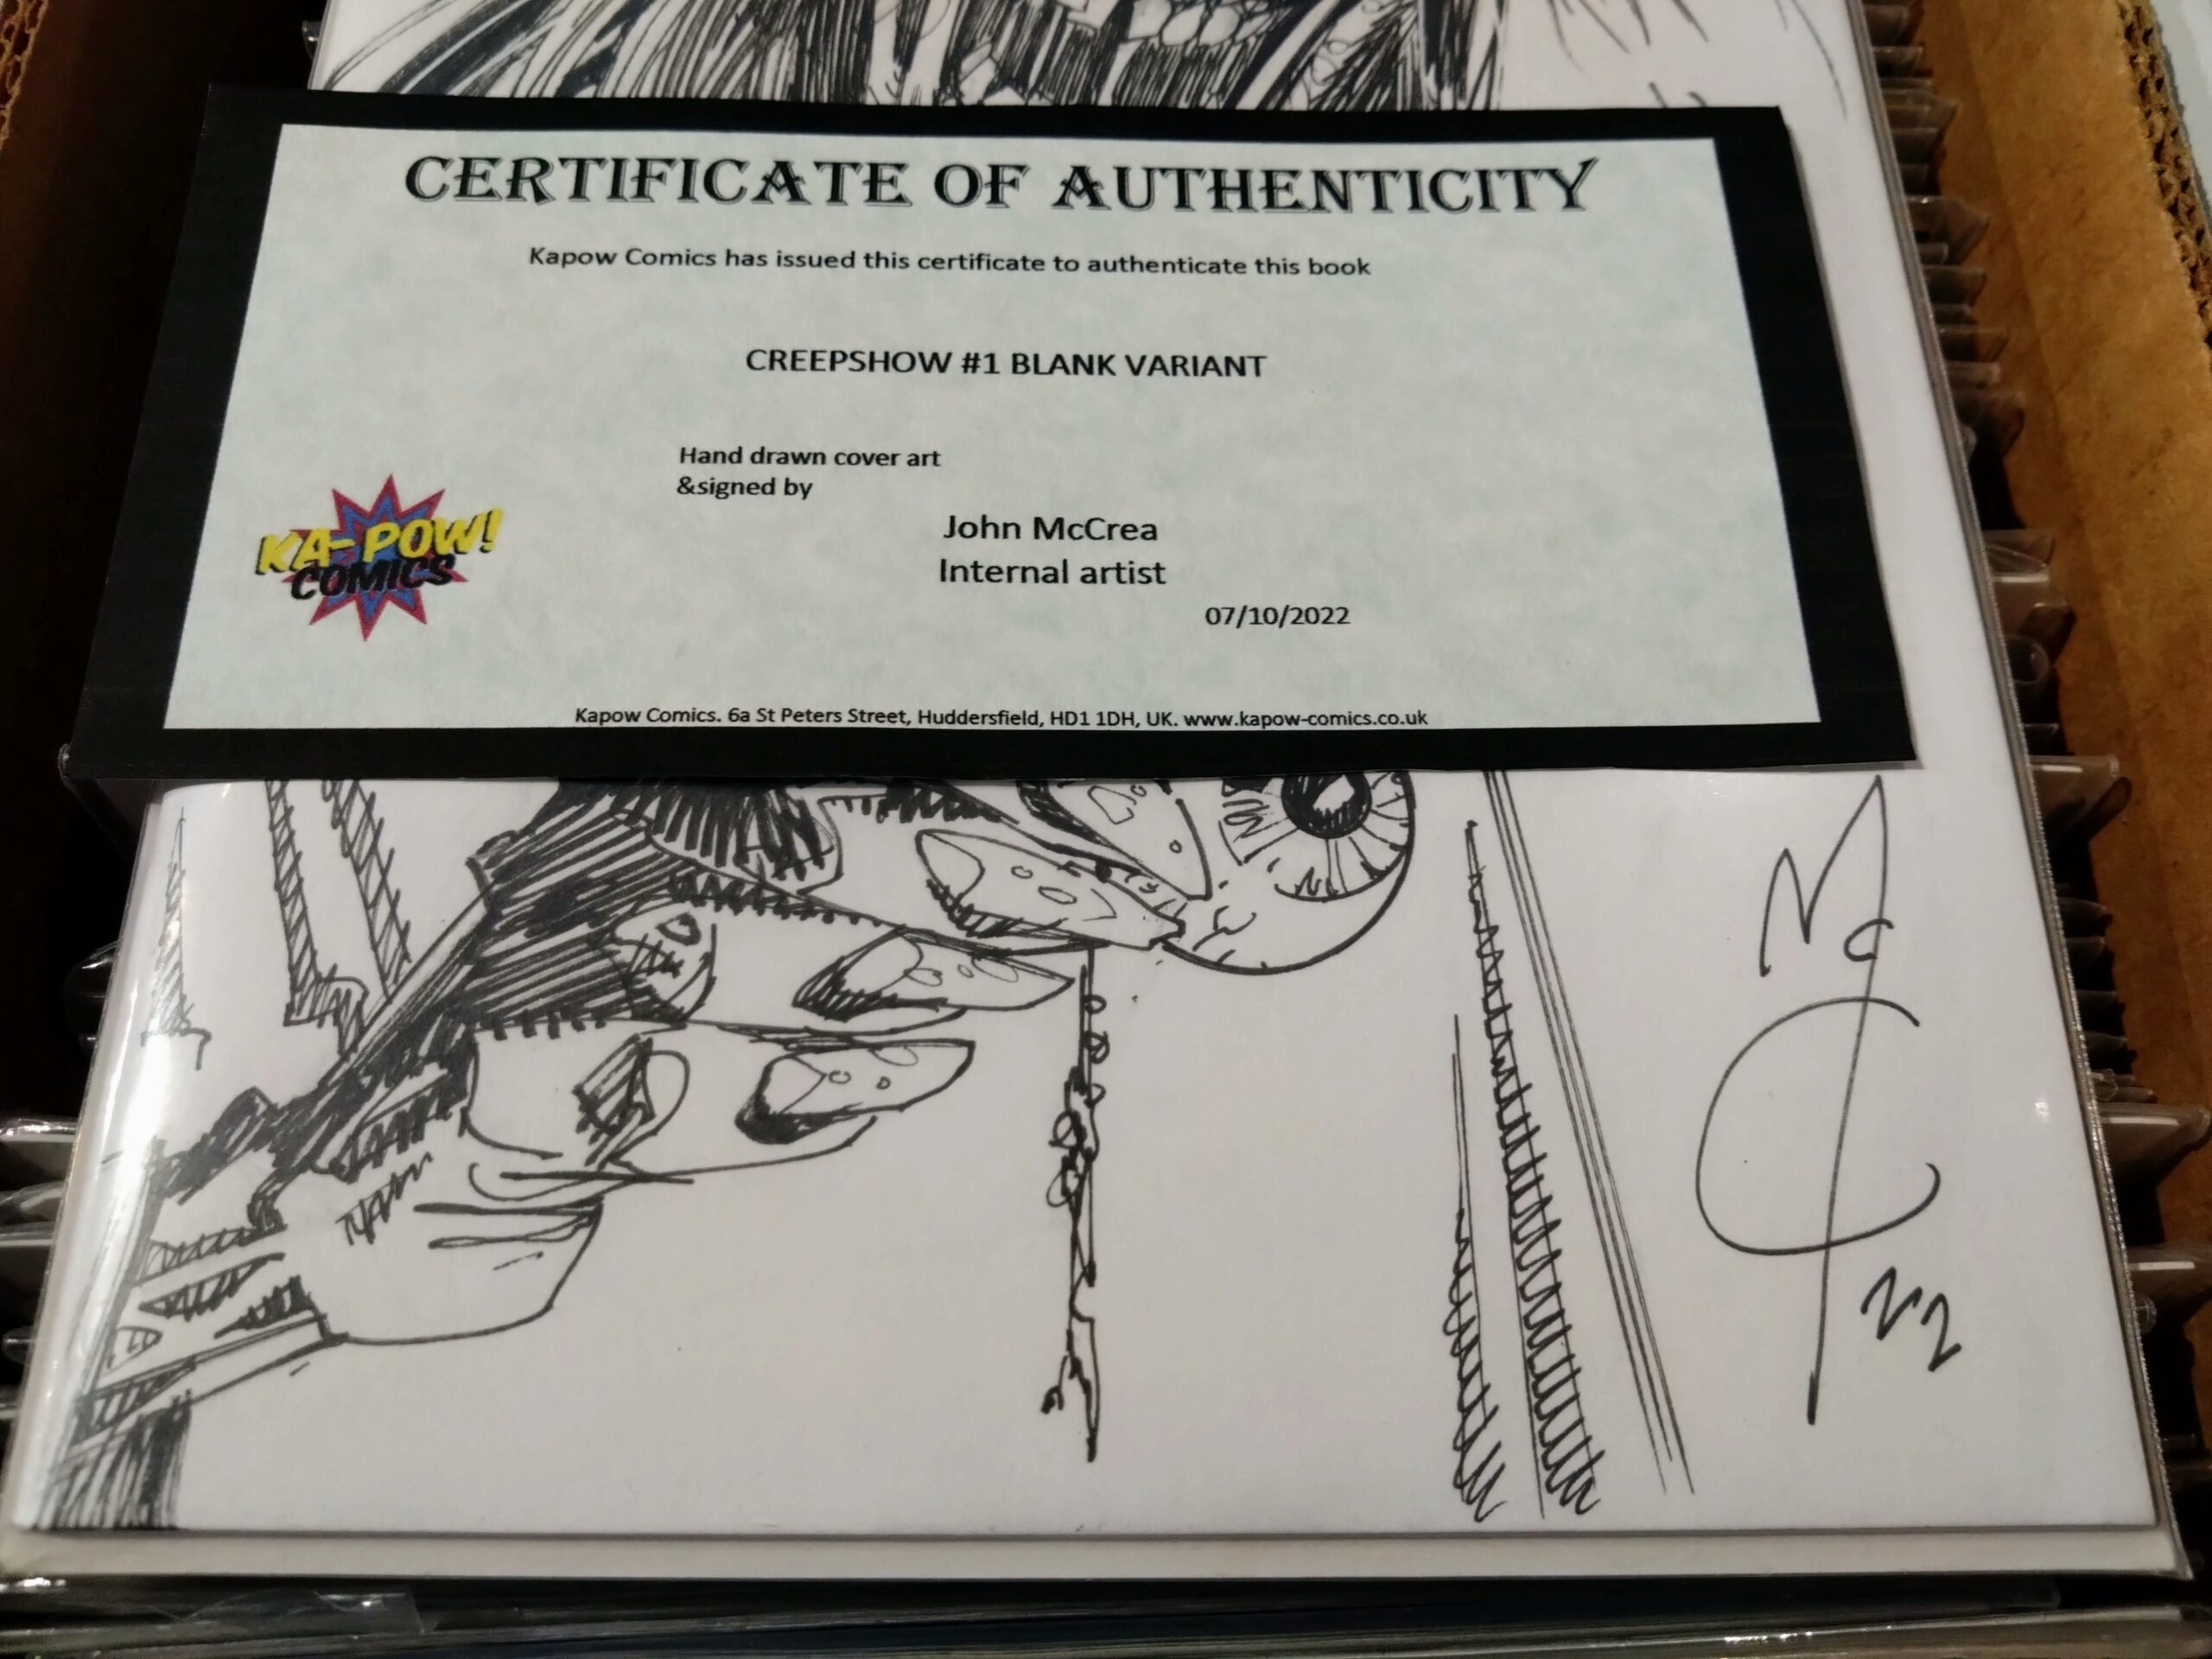 CERTIFICATE OF AUTHENTICITY
Kapow Comics has issued this certificate to authenticate this book
CREEPSHOW #1 BLANK VARIANT
Hand drawn cover art
&signed by
John McCrea
Internal artist
07/10/2022
KA-POW!
COMICS
Kapow Comics. 6a St Peters Street, Huddersfield, HD1 1DH, UK. www.kapow-comics.co.uk
Mc
C
22